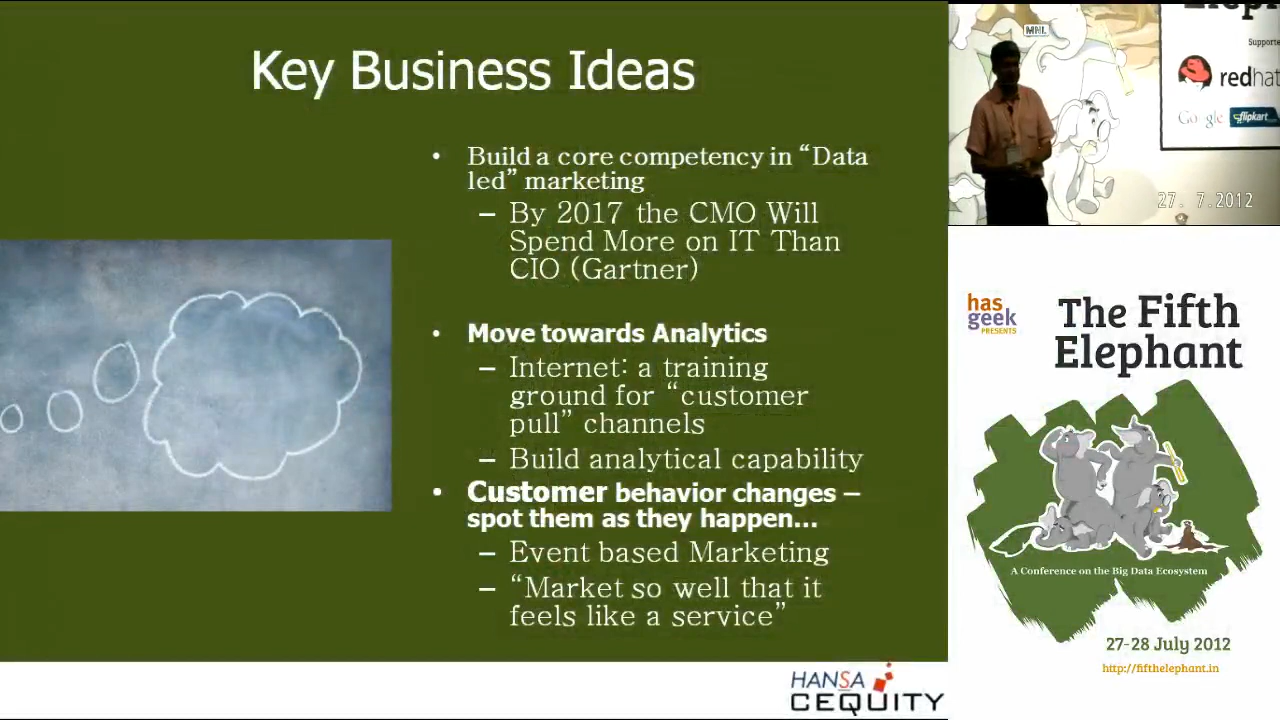 Key Business Ideas
• Build a core competency in “Data
led” marketing
– By 2017 the CMO Will
Spend More on IT Than
CIO (Gartner)
• Move towards Analytics
– Internet: a training
ground for “customer
pull” channels
– Build analytical capability
• Customer behavior changes –
spot them as they happen...
– Event based Marketing
– “Market so well that it
feels like a service”
HANSA
CEQUITY
MNL
Supporte
redhat
Google
flipkart
27. 7.2012
has
geek
PRESENTS
The Fifth
Elephant
A Conference on the Big Data Ecosystem
27-28 July 2012
http://fifthelephant.in